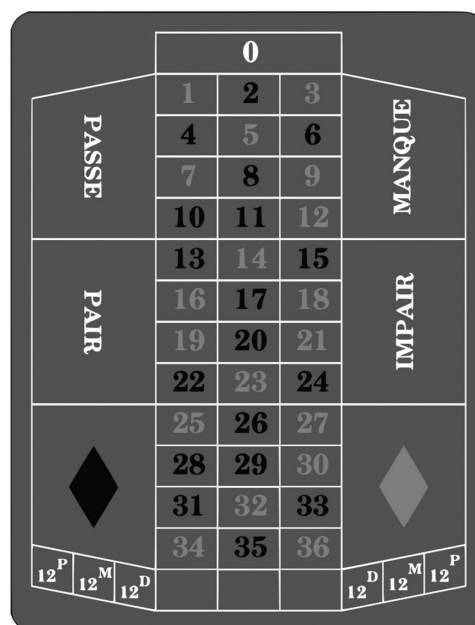 0
1 2 3
4 5 6
7 8 9
10 11 12
13 14 15
16 17 18
19 20 21
22 23 24
25 26 27
28 29 30
31 32 33
34 35 36
PASSE
PAIR
MANQUE
IMPAIR
12P 12M 12D
12D 12M 12P